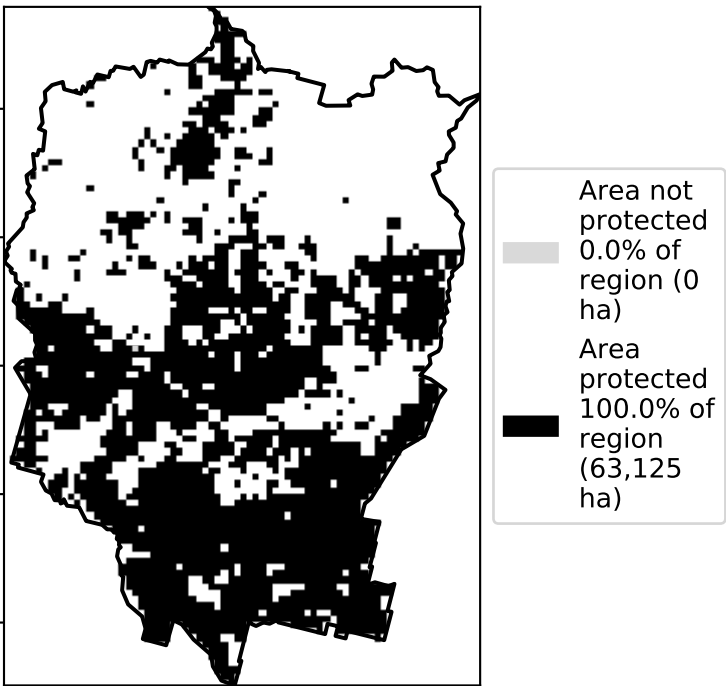 Area not
protected
0.0% of
region (0
ha)
Area
protected
100.0% of
region
(63,125
ha)